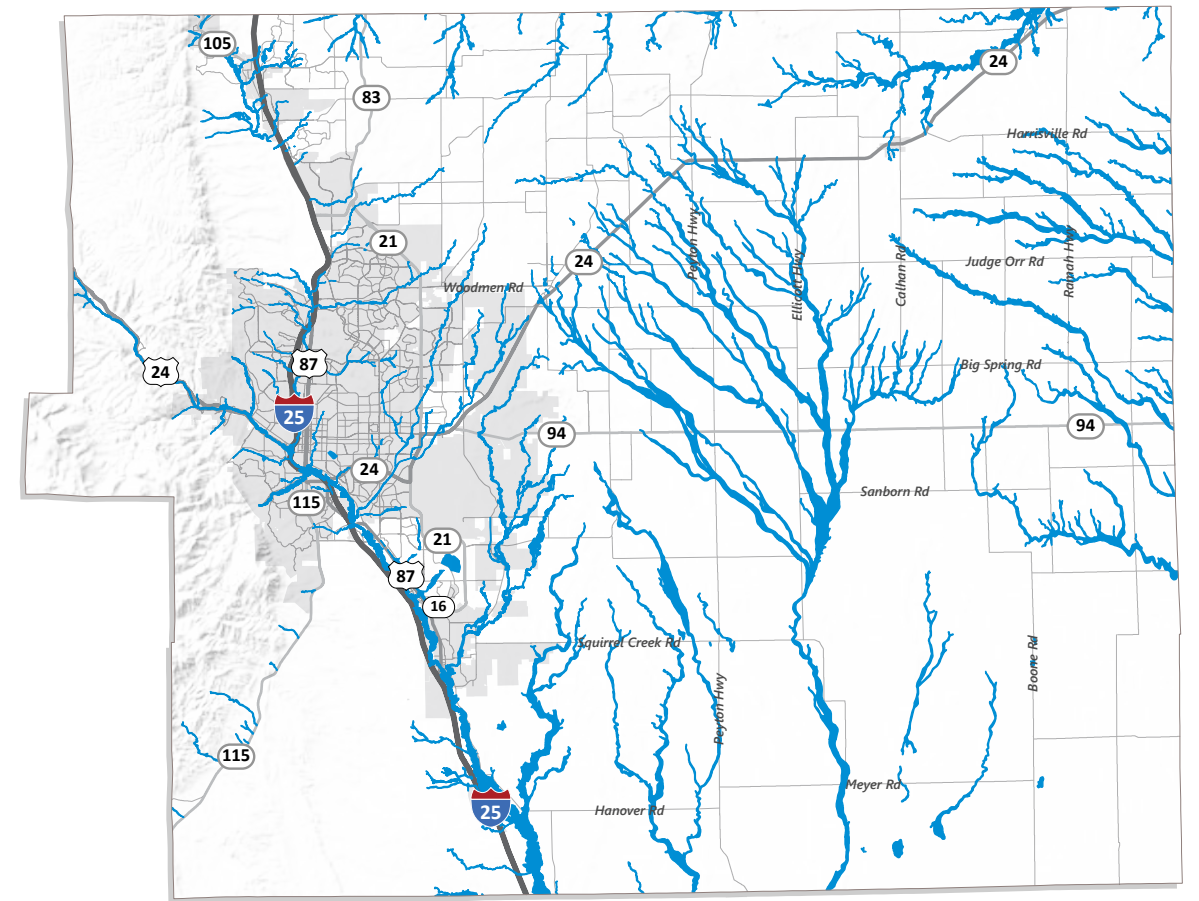 105
24
83
Harrisville Rd
21
Peyton Hwy
24
Ellicott Hwy
Calhan Rd
Judge Orr Rd
Ramah Hwy
Woodmen Rd
24
87
Big Spring Rd
25
94
94
24
Sanborn Rd
115
21
87
16
Squirrel Creek Rd
Boone Rd
Peyton Hwy
115
Meyer Rd
25
Hanover Rd